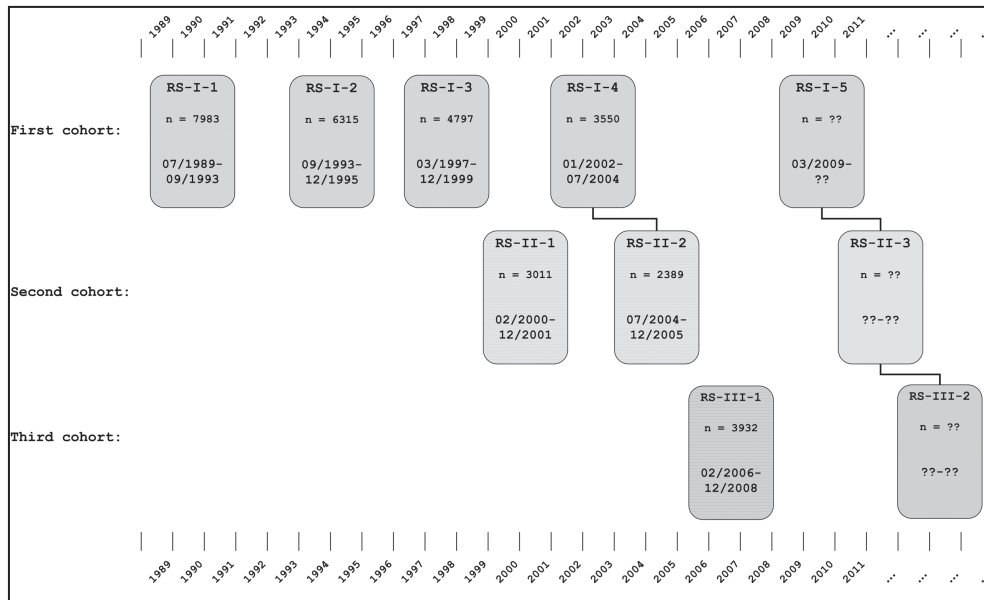 1989 1990 1991 1992 1993 1994 1995 1996 1997 1998 1999 2000 2001 2002 2003 2004 2005 2006 2007 2008 2009 2010 2011 ... ... ... .
First cohort:
RS-I-1
n = 7983
07/1989-
09/1993
RS-I-2
n = 6315
09/1993-
12/1995
RS-I-3
n = 4797
03/1997-
12/1999
RS-I-4
n = 3550
01/2002-
07/2004
RS-I-5
n = ??
03/2009-
??
Second cohort:
RS-II-1
n = 3011
02/2000-
12/2001
RS-II-2
n = 2389
07/2004-
12/2005
RS-II-3
n = ??
??-??
Third cohort:
RS-III-1
n = 3932
02/2006-
12/2008
RS-III-2
n = ??
??-??
1989 1990 1991 1992 1993 1994 1995 1996 1997 1998 1999 2000 2001 2002 2003 2004 2005 2006 2007 2008 2009 2010 2011 ... ... ... .